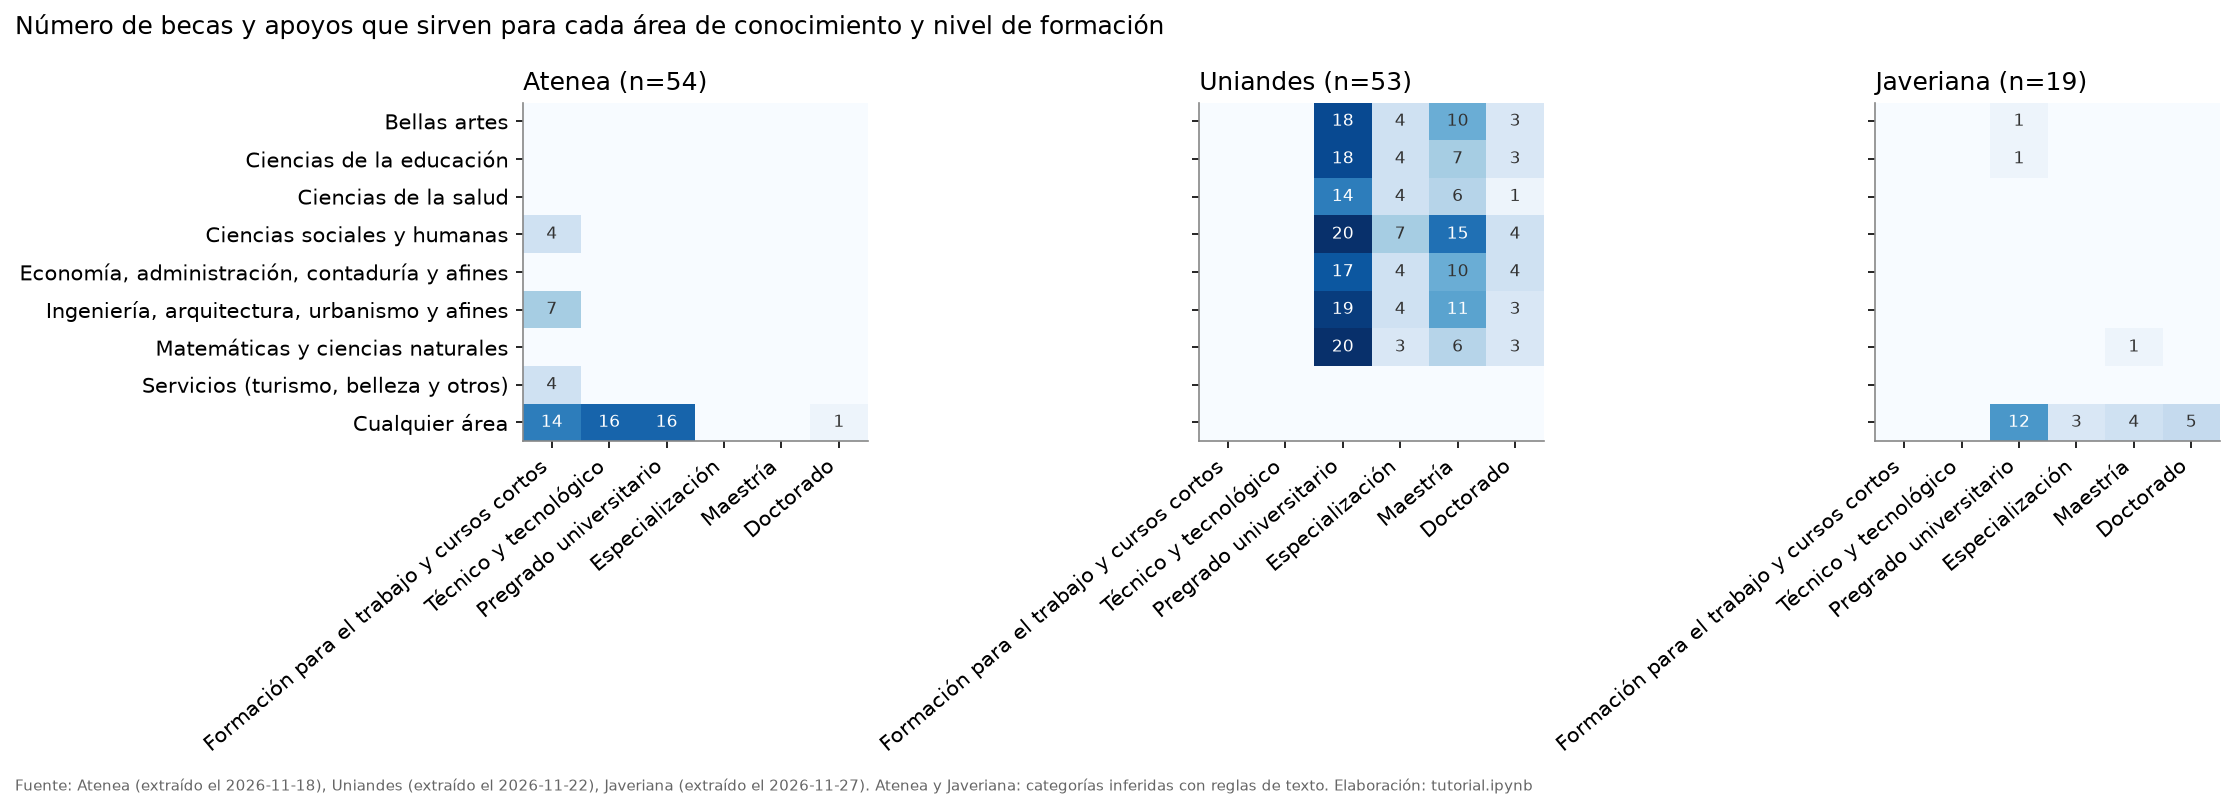 Número de becas y apoyos que sirven para cada área de conocimiento y nivel de formación
Atenea (n=54)
Uniandes (n=53)
Javeriana (n=19)
Bellas artes
18 4 10 3
1
Ciencias de la educación
18 4 7 3
1
Ciencias de la salud
14 4 6 1
Ciencias sociales y humanas
4
20 7 15 4
Economía, administración, contaduría y afines
17 4 10 4
Ingeniería, arquitectura, urbanismo y afines
7
19 4 11 3
Matemáticas y ciencias naturales
20 3 6 3
1
Servicios (turismo, belleza y otros)
4
Cualquier área
14 16 16 1
12 3 4 5
Formación para el trabajo y cursos cortos
Técnico y tecnológico
Pregrado universitario
Especialización
Maestría
Doctorado
Formación para el trabajo y cursos cortos
Técnico y tecnológico
Pregrado universitario
Especialización
Maestría
Doctorado
Formación para el trabajo y cursos cortos
Técnico y tecnológico
Pregrado universitario
Especialización
Maestría
Doctorado
Fuente: Atenea (extraído el 2026-11-18), Uniandes (extraído el 2026-11-22), Javeriana (extraído el 2026-11-27). Atenea y Javeriana: categorías inferidas con reglas de texto. Elaboración: tutorial.ipynb